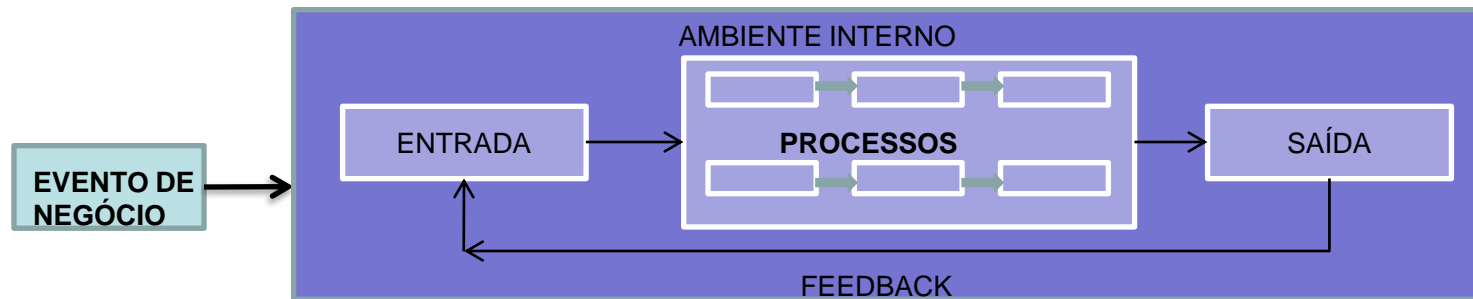 AMBIENTE INTERNO
EVENTO DE
NEGÓCIO
ENTRADA
PROCESSOS
SAÍDA
FEEDBACK